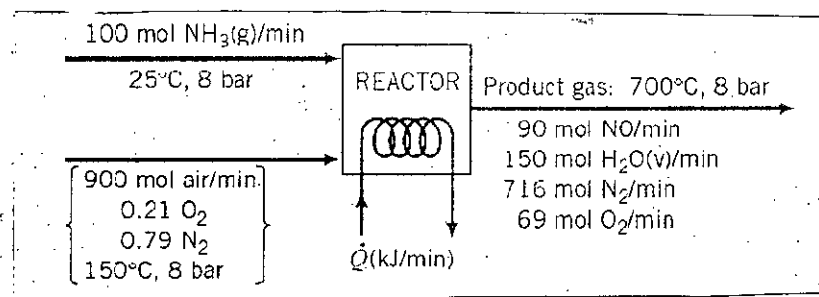 100 mol NH₃(g)/min
25°C, 8 bar
REACTOR
Product gas: 700°C, 8 bar
90 mol NO/min
150 mol H₂O(v)/min
716 mol N₂/min
69 mol O₂/min
900 mol air/min
0.21 O₂
0.79 N₂
150°C, 8 bar
Q̇(kJ/min)